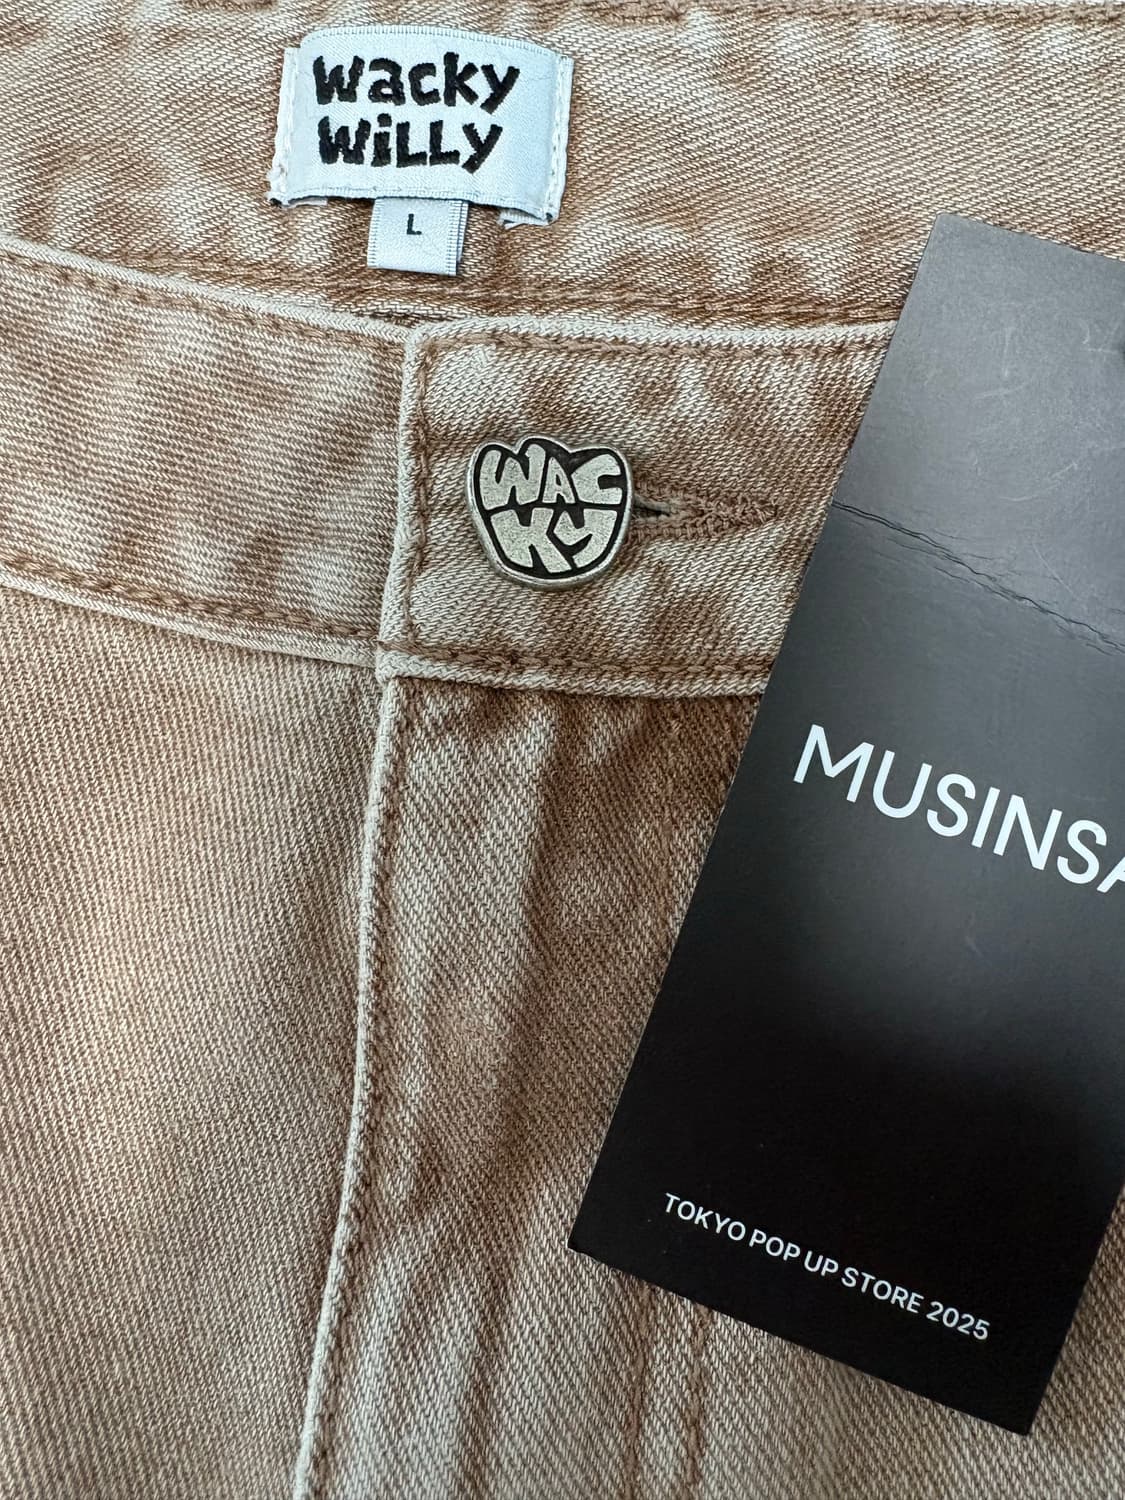 wacky
WiLLY
L
WAC
KY
MUSINSA
TOKYO POP UP STORE 2025